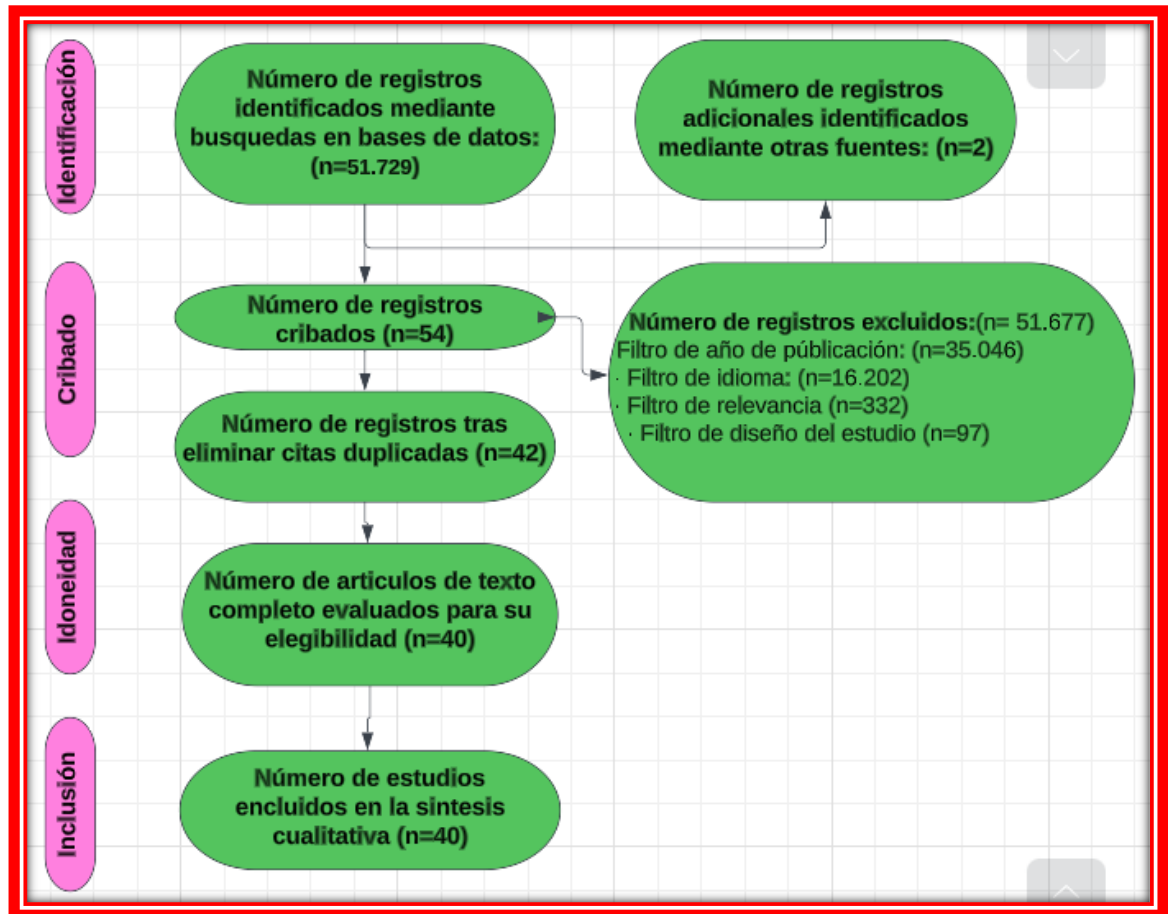 Identificación
Número de registros
identificados mediante
busquedas en bases de datos:
(n=51.729)
Número de registros
adicionales identificados
mediante otras fuentes: (n=2)
Cribado
Número de registros
cribados (n=54)
Número de registros excluidos:(n= 51.677)
Filtro de año de públicación: (n=35.046)
· Filtro de idioma: (n=16.202)
· Filtro de relevancia (n=332)
· Filtro de diseño del estudio (n=97)
Número de registros tras
eliminar citas duplicadas (n=42)
Idoneidad
Número de articulos de texto
completo evaluados para su
elegibilidad (n=40)
Inclusión
Número de estudios
encluidos en la sintesis
cualitativa (n=40)